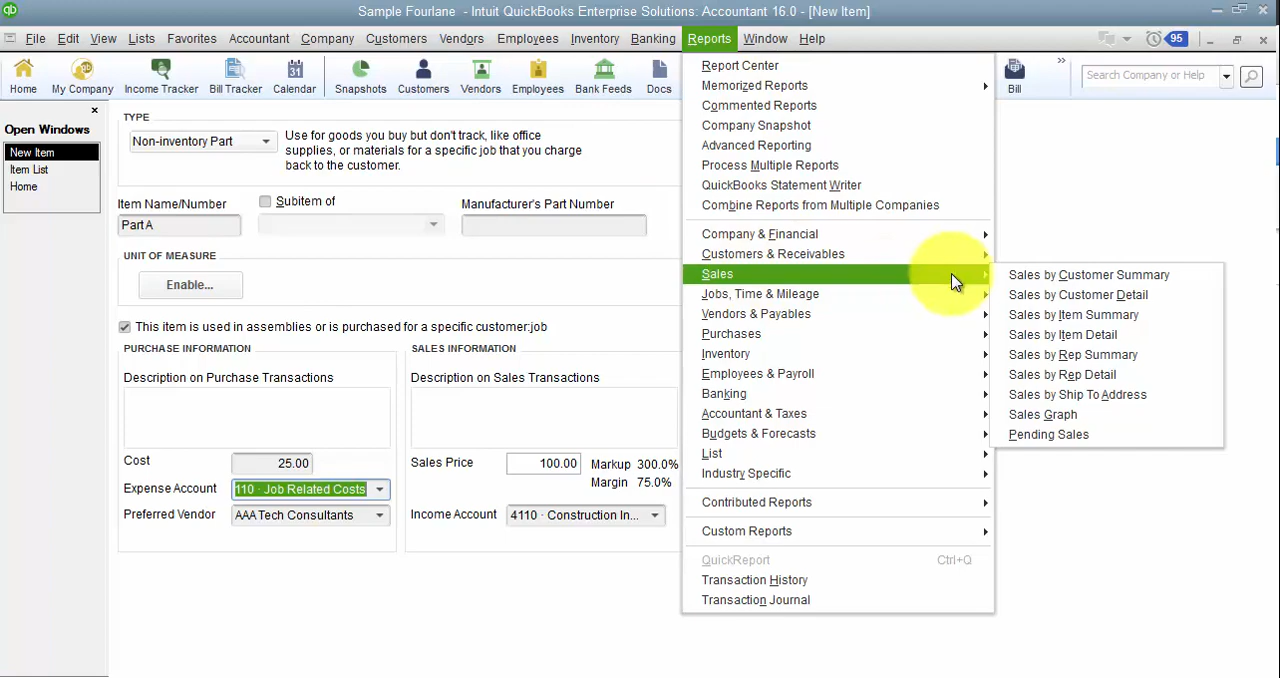 qb
Sample Fourlane - Intuit QuickBooks Enterprise Solutions: Accountant 16.0 - [New Item]
File Edit View Lists Favorites Accountant Company Customers Vendors Employees Inventory Banking Reports Window Help 95
Home My Company Income Tracker Bill Tracker 31 Calendar Snapshots Customers Vendors Employees Bank Feeds Docs Bill Search Company or Help
Open Windows
New Item
Item List
Home
TYPE
Non-inventory Part
Use for goods you buy but don't track, like office
supplies, or materials for a specific job that you charge
back to the customer.
Item Name/Number
Subitem of
Manufacturer's Part Number
Part A
UNIT OF MEASURE
Enable...
This item is used in assemblies or is purchased for a specific customer:job
PURCHASE INFORMATION
Description on Purchase Transactions
Cost 25.00
Expense Account 110 · Job Related Costs
Preferred Vendor AAA Tech Consultants
SALES INFORMATION
Description on Sales Transactions
Sales Price 100.00 Markup 300.0%
Margin 75.0%
Income Account 4110 · Construction In...
Report Center
Memorized Reports
Commented Reports
Company Snapshot
Advanced Reporting
Process Multiple Reports
QuickBooks Statement Writer
Combine Reports from Multiple Companies
Company & Financial
Customers & Receivables
Sales
Jobs, Time & Mileage
Vendors & Payables
Purchases
Inventory
Employees & Payroll
Banking
Accountant & Taxes
Budgets & Forecasts
List
Industry Specific
Contributed Reports
Custom Reports
QuickReport Ctrl+Q
Transaction History
Transaction Journal
Sales by Customer Summary
Sales by Customer Detail
Sales by Item Summary
Sales by Item Detail
Sales by Rep Summary
Sales by Rep Detail
Sales by Ship To Address
Sales Graph
Pending Sales